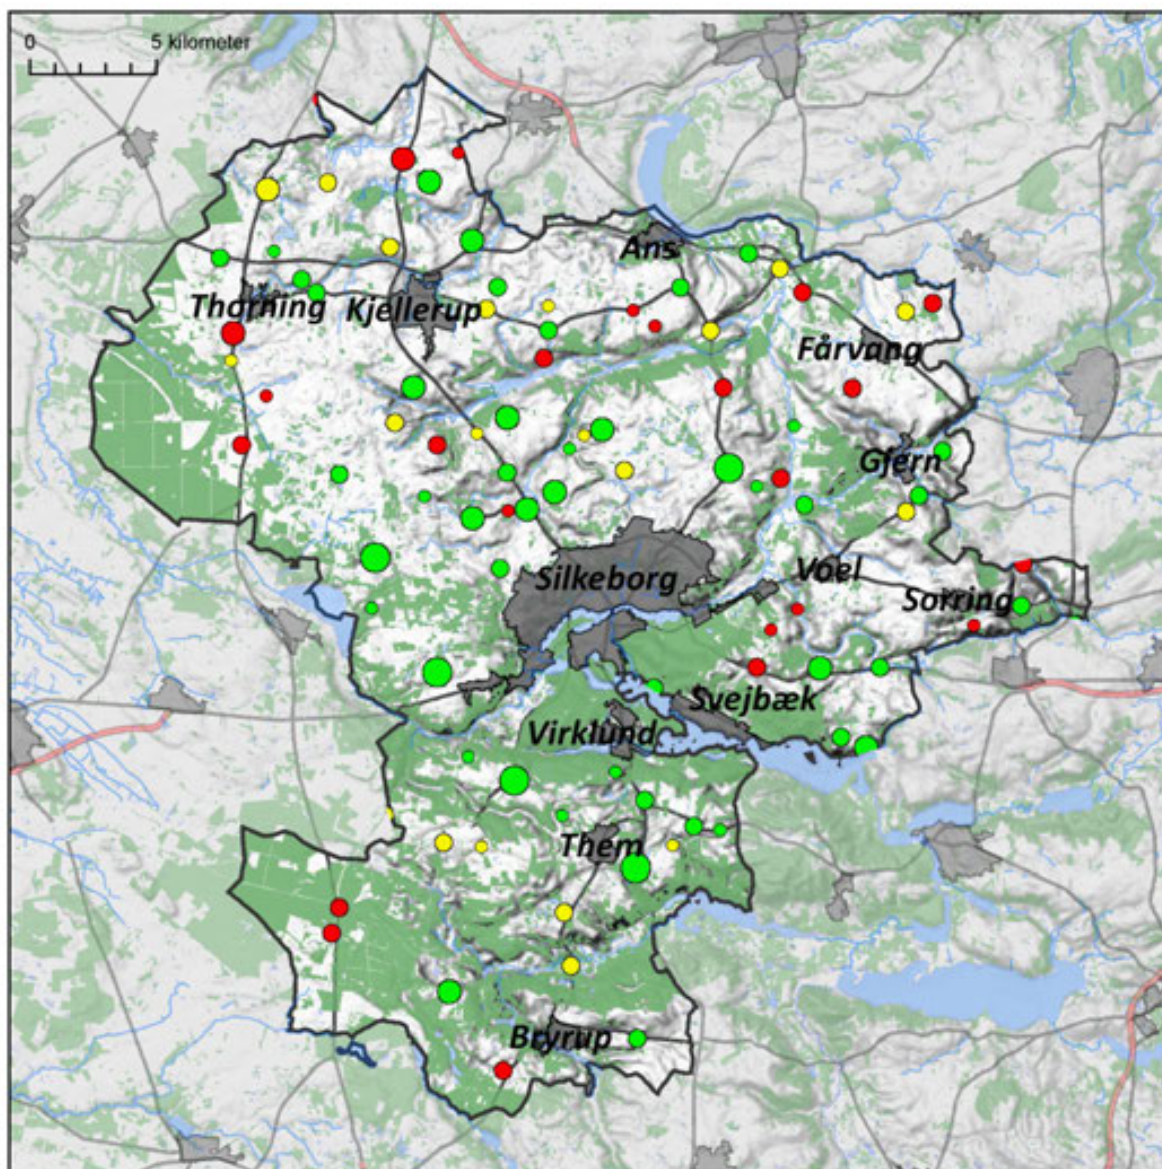 0 5 kilometer
Ans
Thorning
Kjellerup
Fårvang
Gjern
Silkeborg
Voel
Sorring
Svejbæk
Virklund
Them
Bryrup